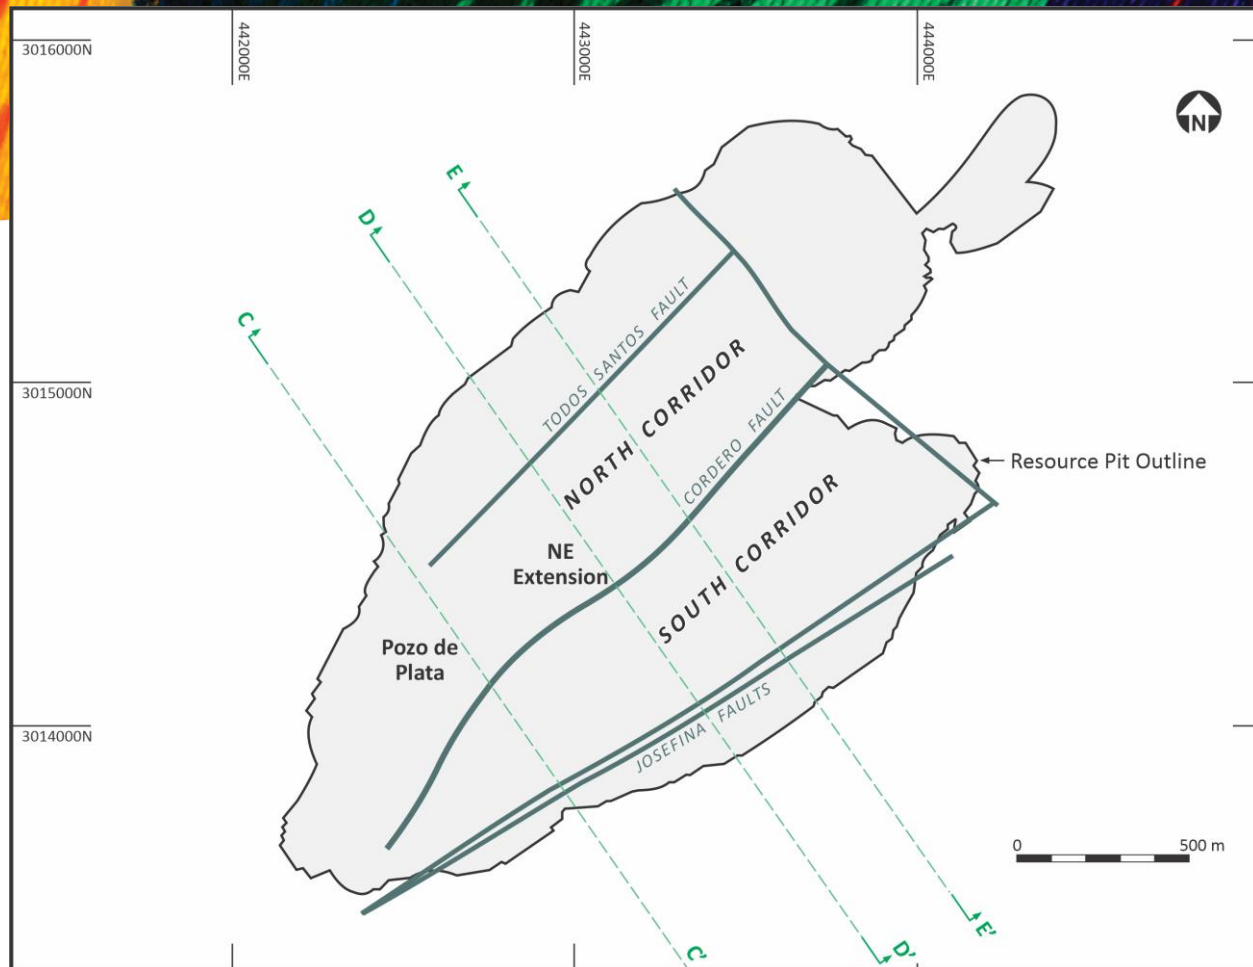 442000E
443000E
444000E
3016000N
N
E
D
C
TODOS SANTOS FAULT
NORTH CORRIDOR
3015000N
CORDERO FAULT
Resource Pit Outline
SOUTH CORRIDOR
NE
Extension
Pozo de
Plata
JOSEFINA FAULTS
3014000N
0 500 m
E'
D'
C'